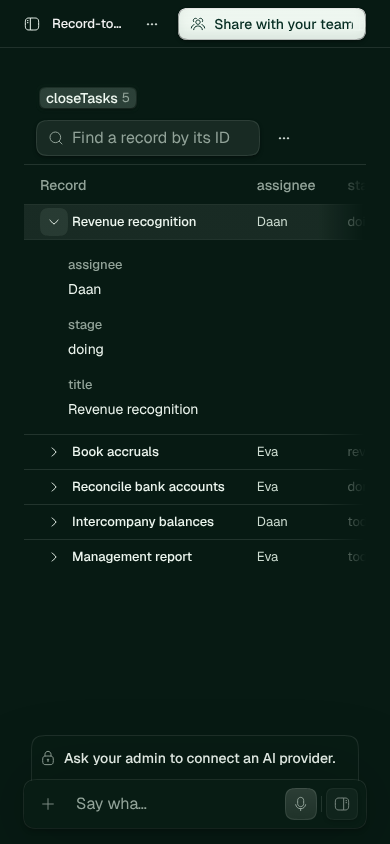 Record-to...
Share with your team
closeTasks 5
Find a record by its ID
Record assignee
Revenue recognition Daan
assignee
Daan
stage
doing
title
Revenue recognition
Book accruals Eva
Reconcile bank accounts Eva
Intercompany balances Daan
Management report Eva
Ask your admin to connect an AI provider.
Say wha...